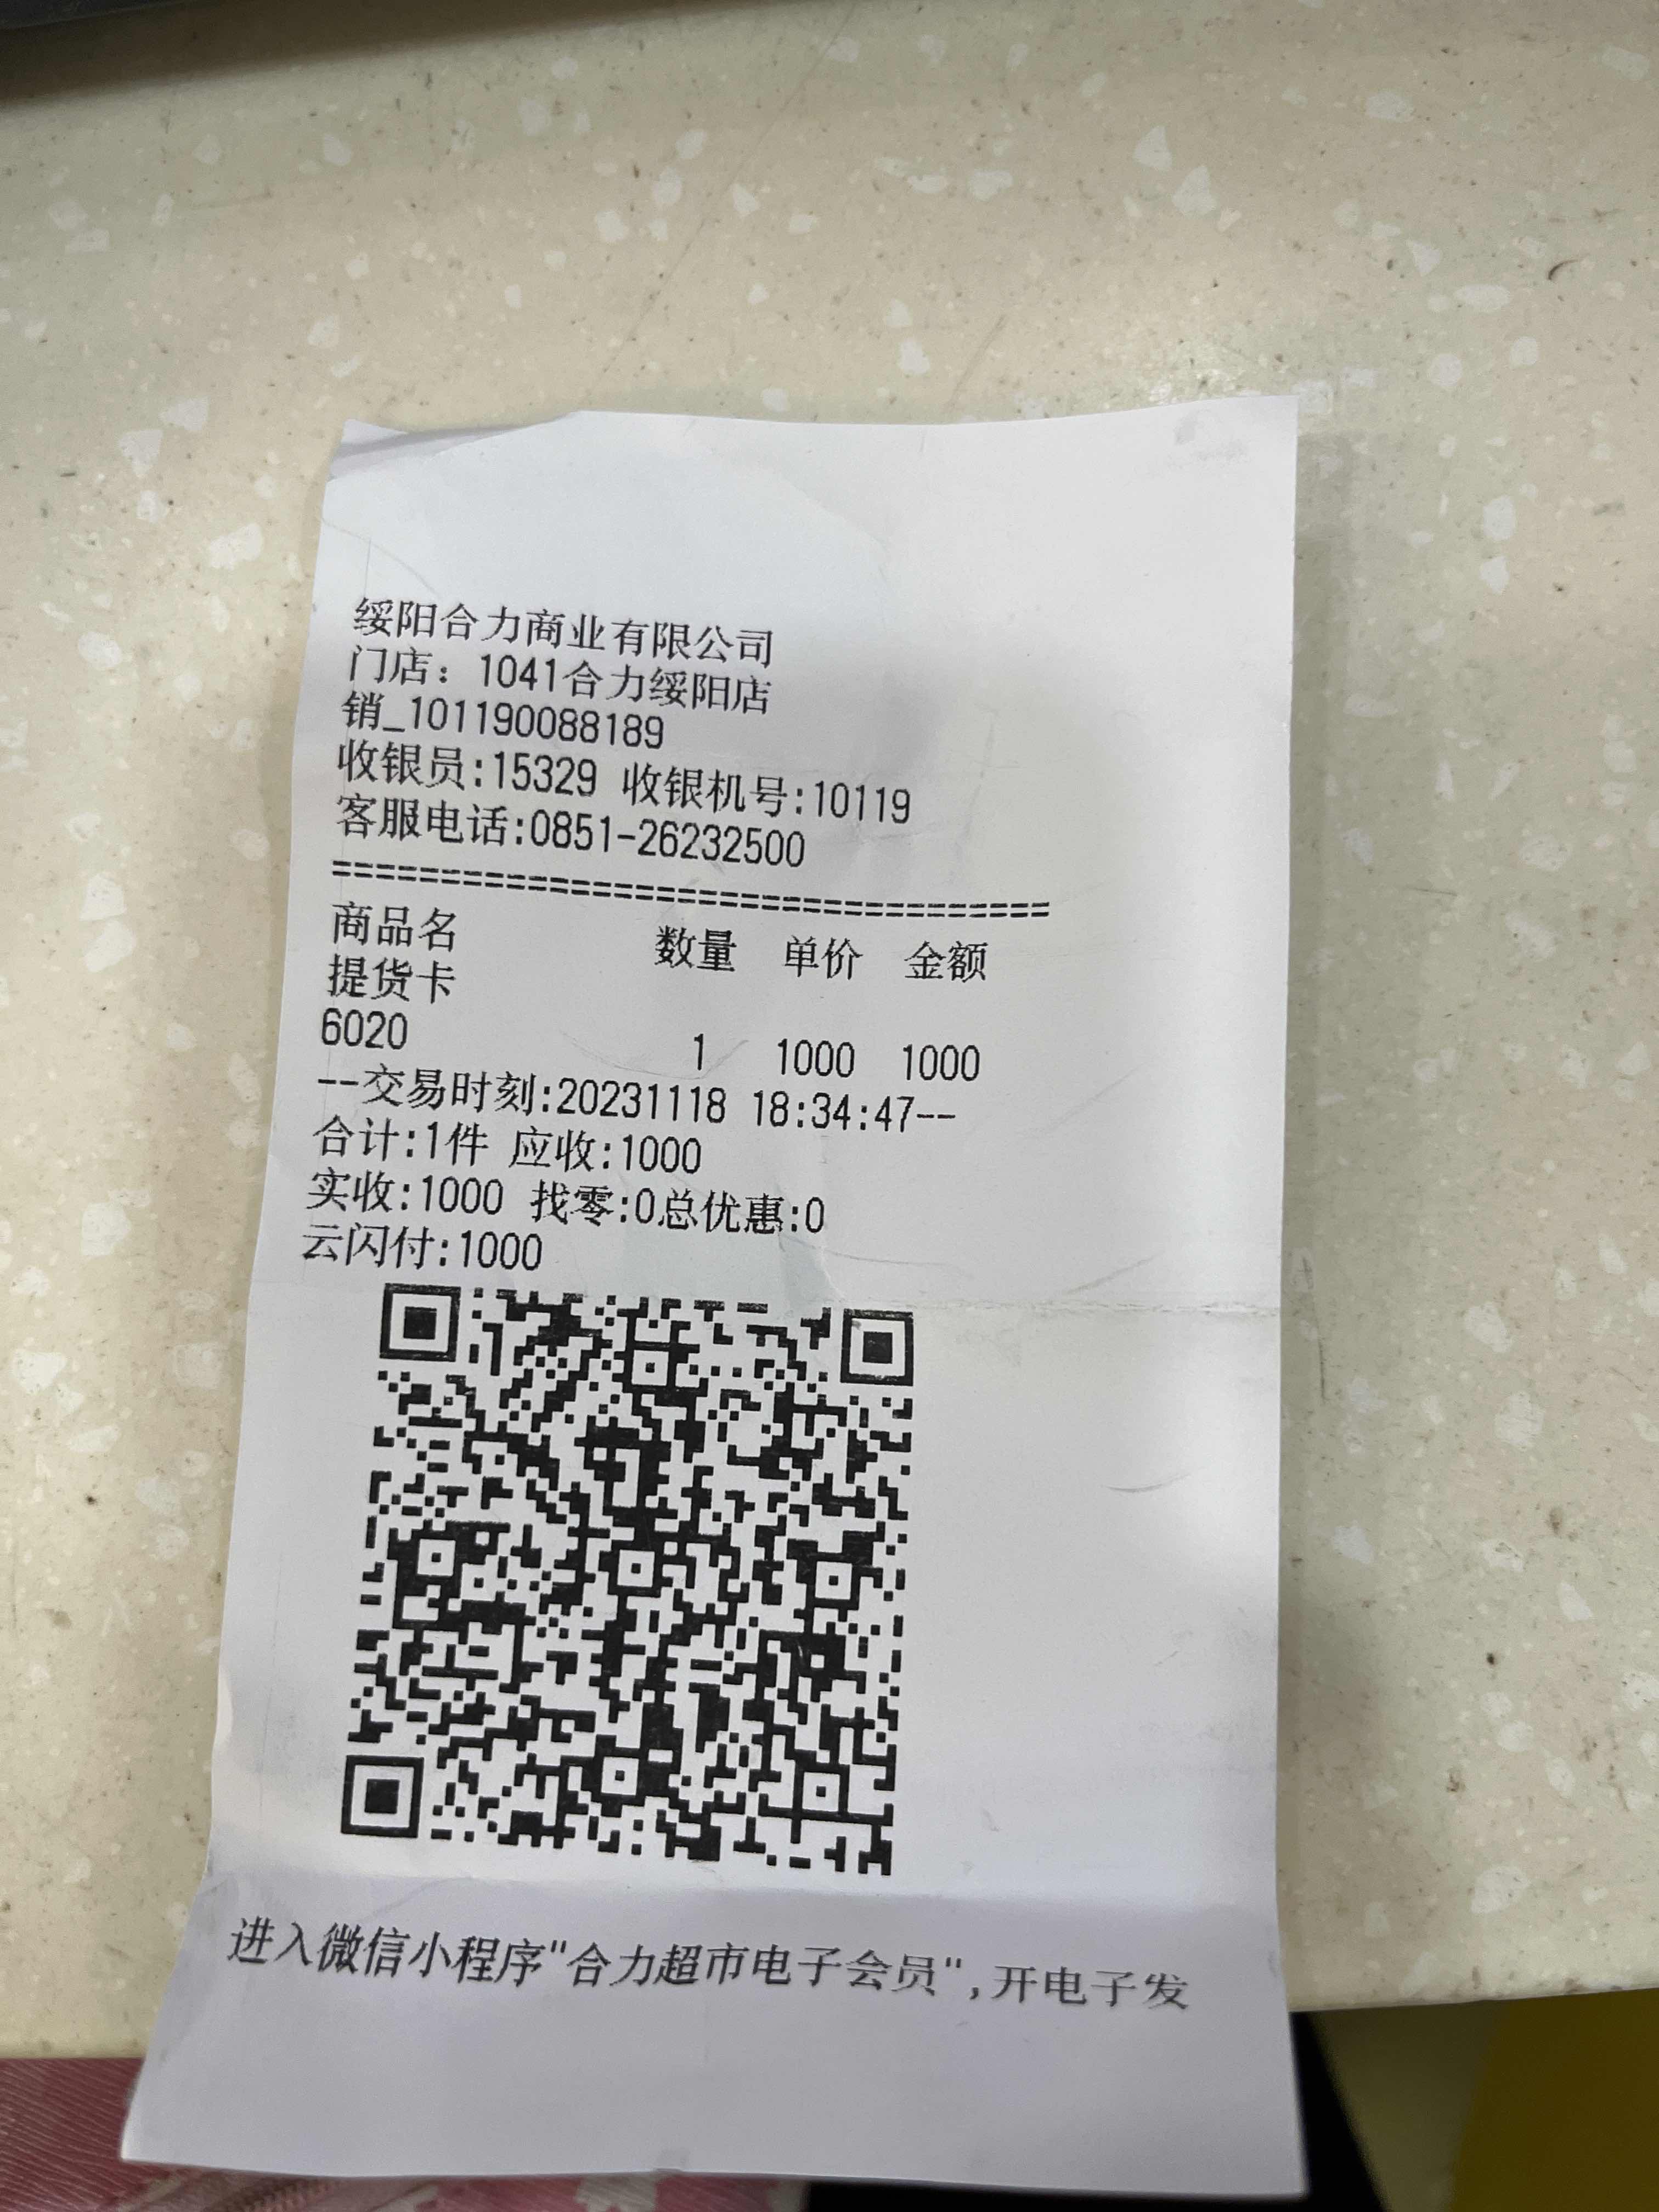 绥阳合力商业有限公司
门店：1041合力绥阳店
销_101190088189
收银员:15329 收银机号:10119
客服电话:0851-26232500
=================================
商品名 数量 单价 金额
提货卡
6020 1 1000 1000
--交易时刻:20231118 18:34:47--
合计:1件 应收:1000
实收:1000 找零:0总优惠:0
云闪付:1000
进入微信小程序"合力超市电子会员",开电子发